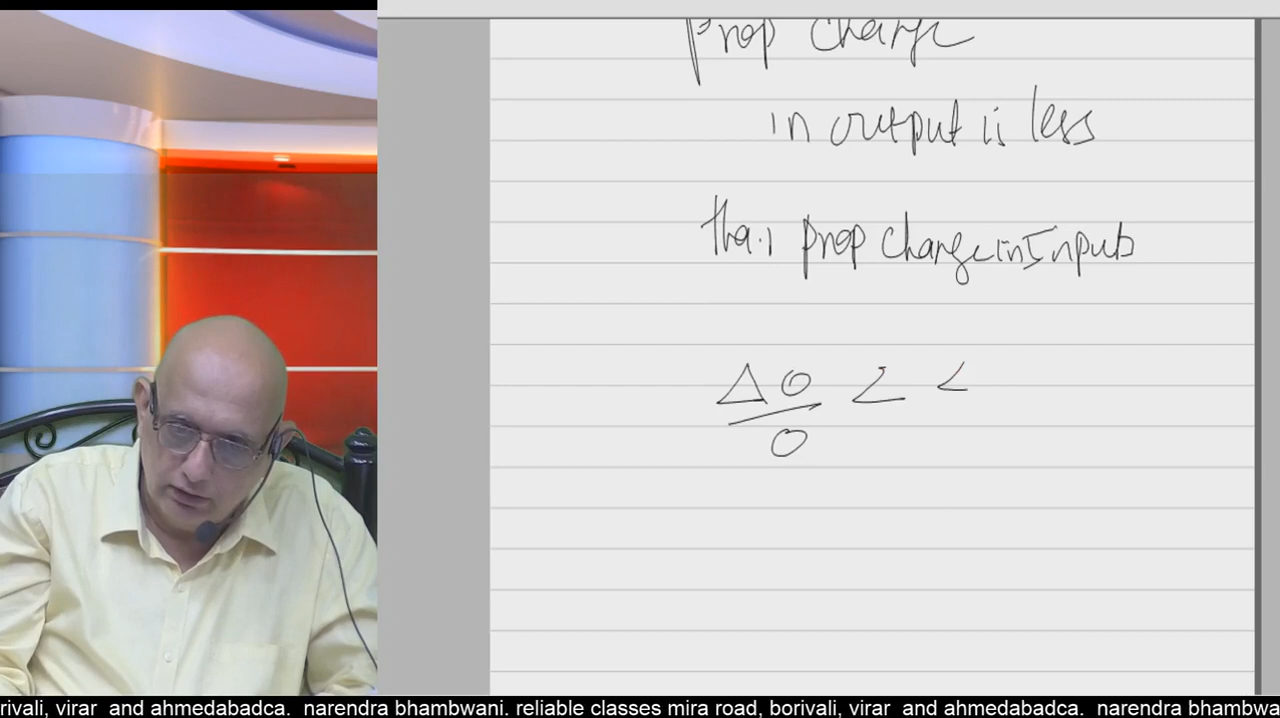 Prop change
in output is less
than prop change in Inputs
ΔO < <
O
rivali, virar and ahmedabadca. narendra bhambwani. reliable classes mira road, borivali, virar and ahmedabadca. narendra bhambwa